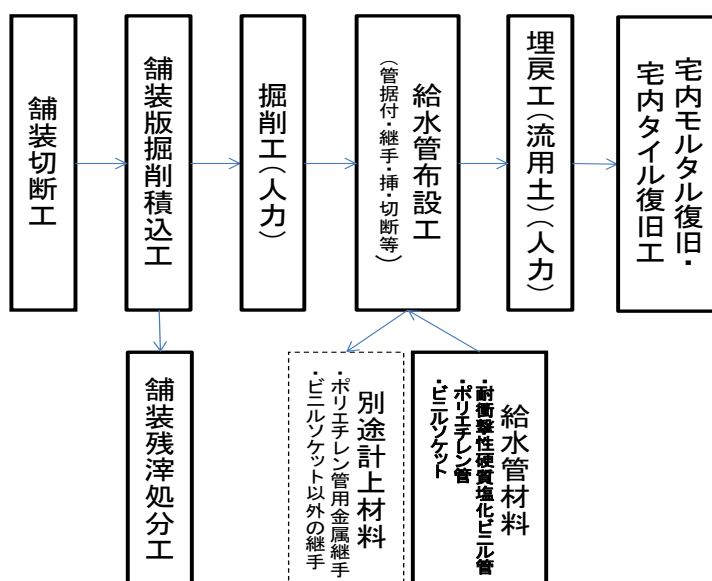 舗装切断工
舗装版掘削積込工
掘削工（人力）
給水管布設工
（管据付・継手・挿・切断等）
埋戻工（流用土）（人力）
宅内モルタル復旧・
宅内タイル復旧工
舗装残滓処分工
別途計上材料
・ポリエチレン管用金属継手
・ビニルソケット以外の継手
給水管材料
・耐衝撃性硬質塩化ビニル管
・ポリエチレン管
・ビニルソケット